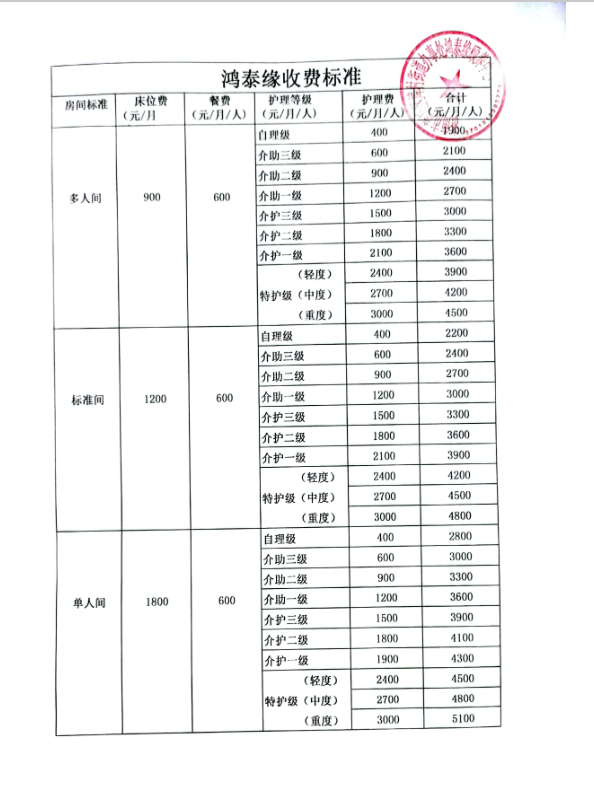 鸿泰缘收费标准
房间标准 床位费 餐费 护理等级 护理费 合计
（元/月 （元/月/人） （元/月/人） （元/月/人） （元/月/人）
自理级 400 1900
介助三级 600 2100
介助二级 900 2400
多人间 900 600 介助一级 1200 2700
介护三级 1500 3000
介护二级 1800 3300
介护一级 2100 3600
（轻度） 2400 3900
特护级（中度） 2700 4200
（重度） 3000 4500
自理级 400 2200
介助三级 600 2400
介助二级 900 2700
标准间 1200 600 介助一级 1200 3000
介护三级 1500 3300
介护二级 1800 3600
介护一级 2100 3900
（轻度） 2400 4200
特护级（中度） 2700 4500
（重度） 3000 4800
自理级 400 2800
介助三级 600 3000
介助二级 900 3300
单人间 1800 600 介助一级 1200 3600
介护三级 1500 3900
介护二级 1800 4100
介护一级 1900 4300
（轻度） 2400 4500
特护级（中度） 2700 4800
（重度） 3000 5100